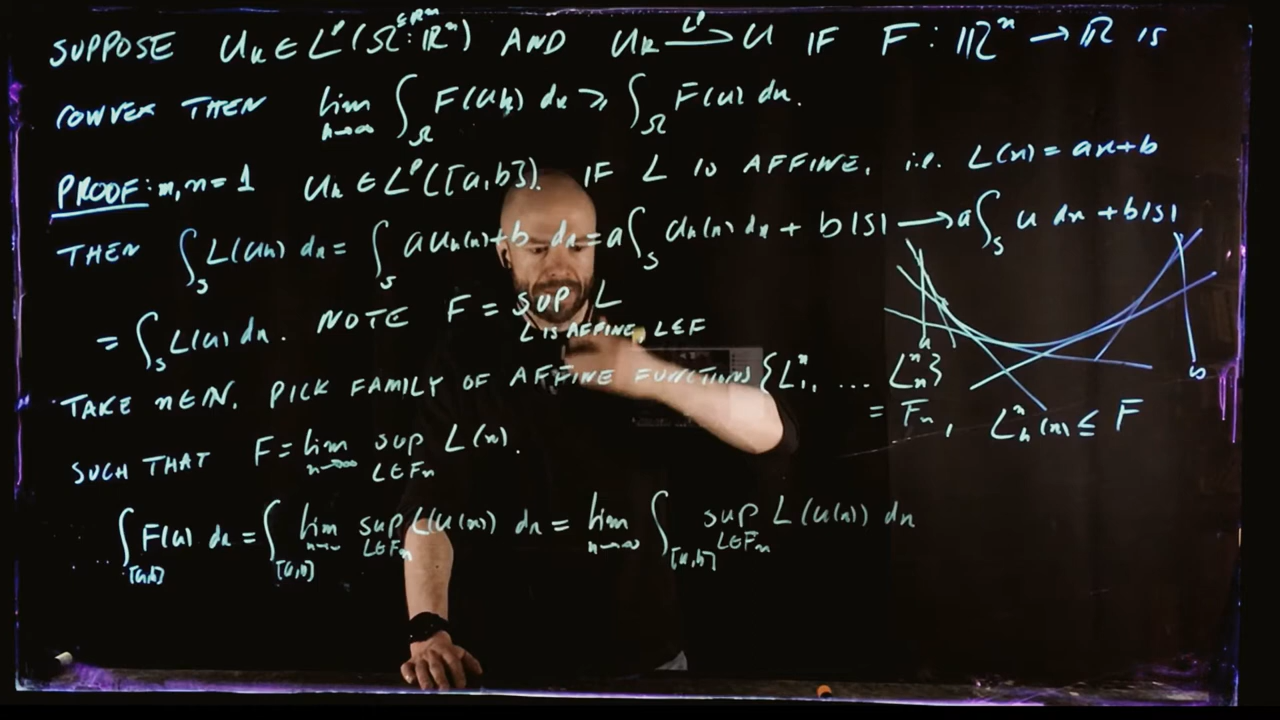 SUPPOSE u_k ∈ L^p(Ω^{⊆ℝ^m}: ℝ^n) AND u_k —L^p⇀ u IF F : ℝ^n → ℝ IS
CONVEX THEN lim_{k→∞} ∫_Ω F(u_k) dx ≥ ∫_Ω F(u) dx.
PROOF: m,n = 1 u_k ∈ L^p([a,b]). IF L IS AFFINE, i.e. L(x) = ax+b
THEN ∫_S L(u_k) dx = ∫_S a u_k(x)+b dx = a∫_S u_k(x) dx + b|S| → a∫_S u dx + b|S|
= ∫_S L(u) dx. NOTE F = sup_{L IS AFFINE, L≤F} L
a b
TAKE n∈ℕ. PICK FAMILY OF AFFINE FUNCTIONS {L_1^n, ... L_n^n}
= F_n, L_k^n(x) ≤ F
SUCH THAT F = lim_{n→∞} sup_{L∈F_n} L(x).
∫_{[a,b]} F(u) dx = ∫_{[a,b]} lim_{n→∞} sup_{L∈F_n} L(u(x)) dx = lim_{n→∞} ∫_{[a,b]} sup_{L∈F_n} L(u(x)) dx